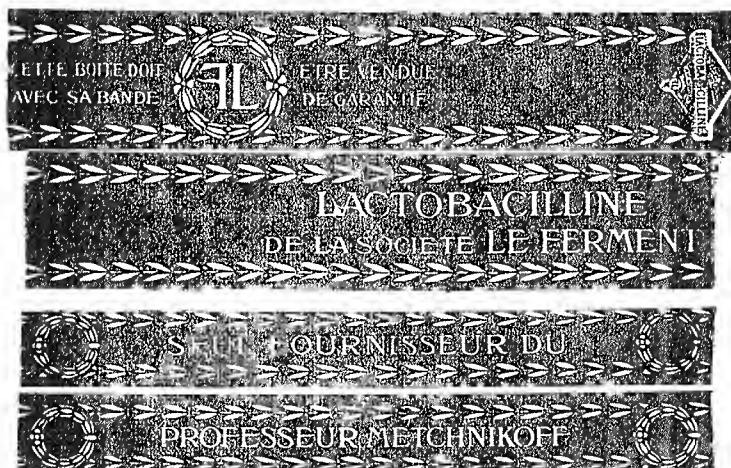 CETTE BOITE DOIT ETRE VENDUE
AVEC SA BANDE DE GARANTIE
FL
LACTOBACILLINE
DE LA SOCIETE LE FERMENT
SEUL FOURNISSEUR DU
PROFESSEUR METCHNIKOFF